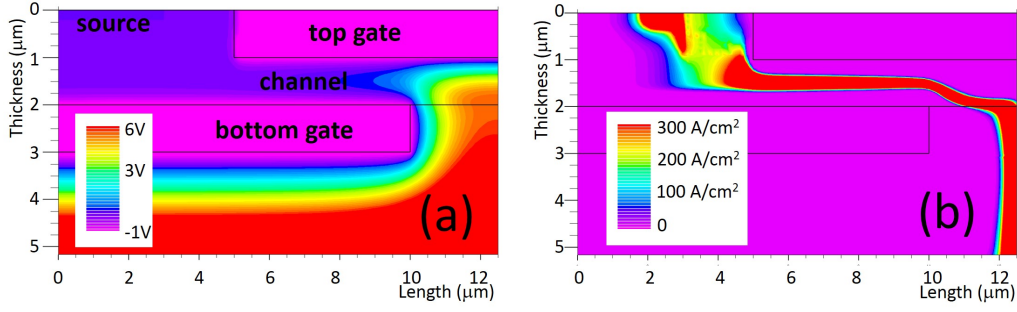 0
1
2
3
4
5
Thickness (μm)
source
top gate
channel
bottom gate
6V
3V
-1V
(a)
0 2 4 6 8 10 12
Length (μm)
0
1
2
3
4
5
Thickness (μm)
300 A/cm²
200 A/cm²
100 A/cm²
0
(b)
0 2 4 6 8 10 12
Length (μm)